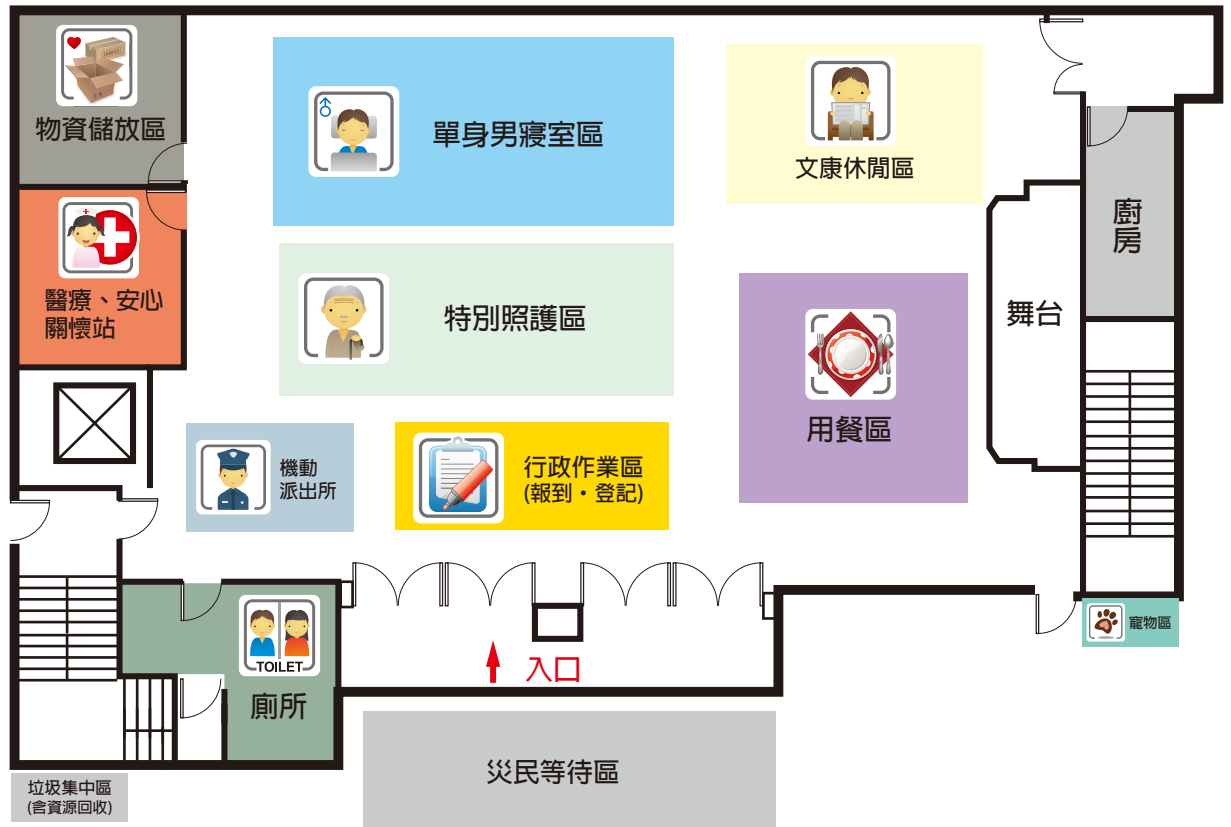 物資儲放區
單身男寢室區
文康休閒區
廚房
醫療、安心
關懷站
特別照護區
舞台
用餐區
機動
派出所
行政作業區
(報到・登記)
TOILET
廁所
入口
寵物區
災民等待區
垃圾集中區
(含資源回收)